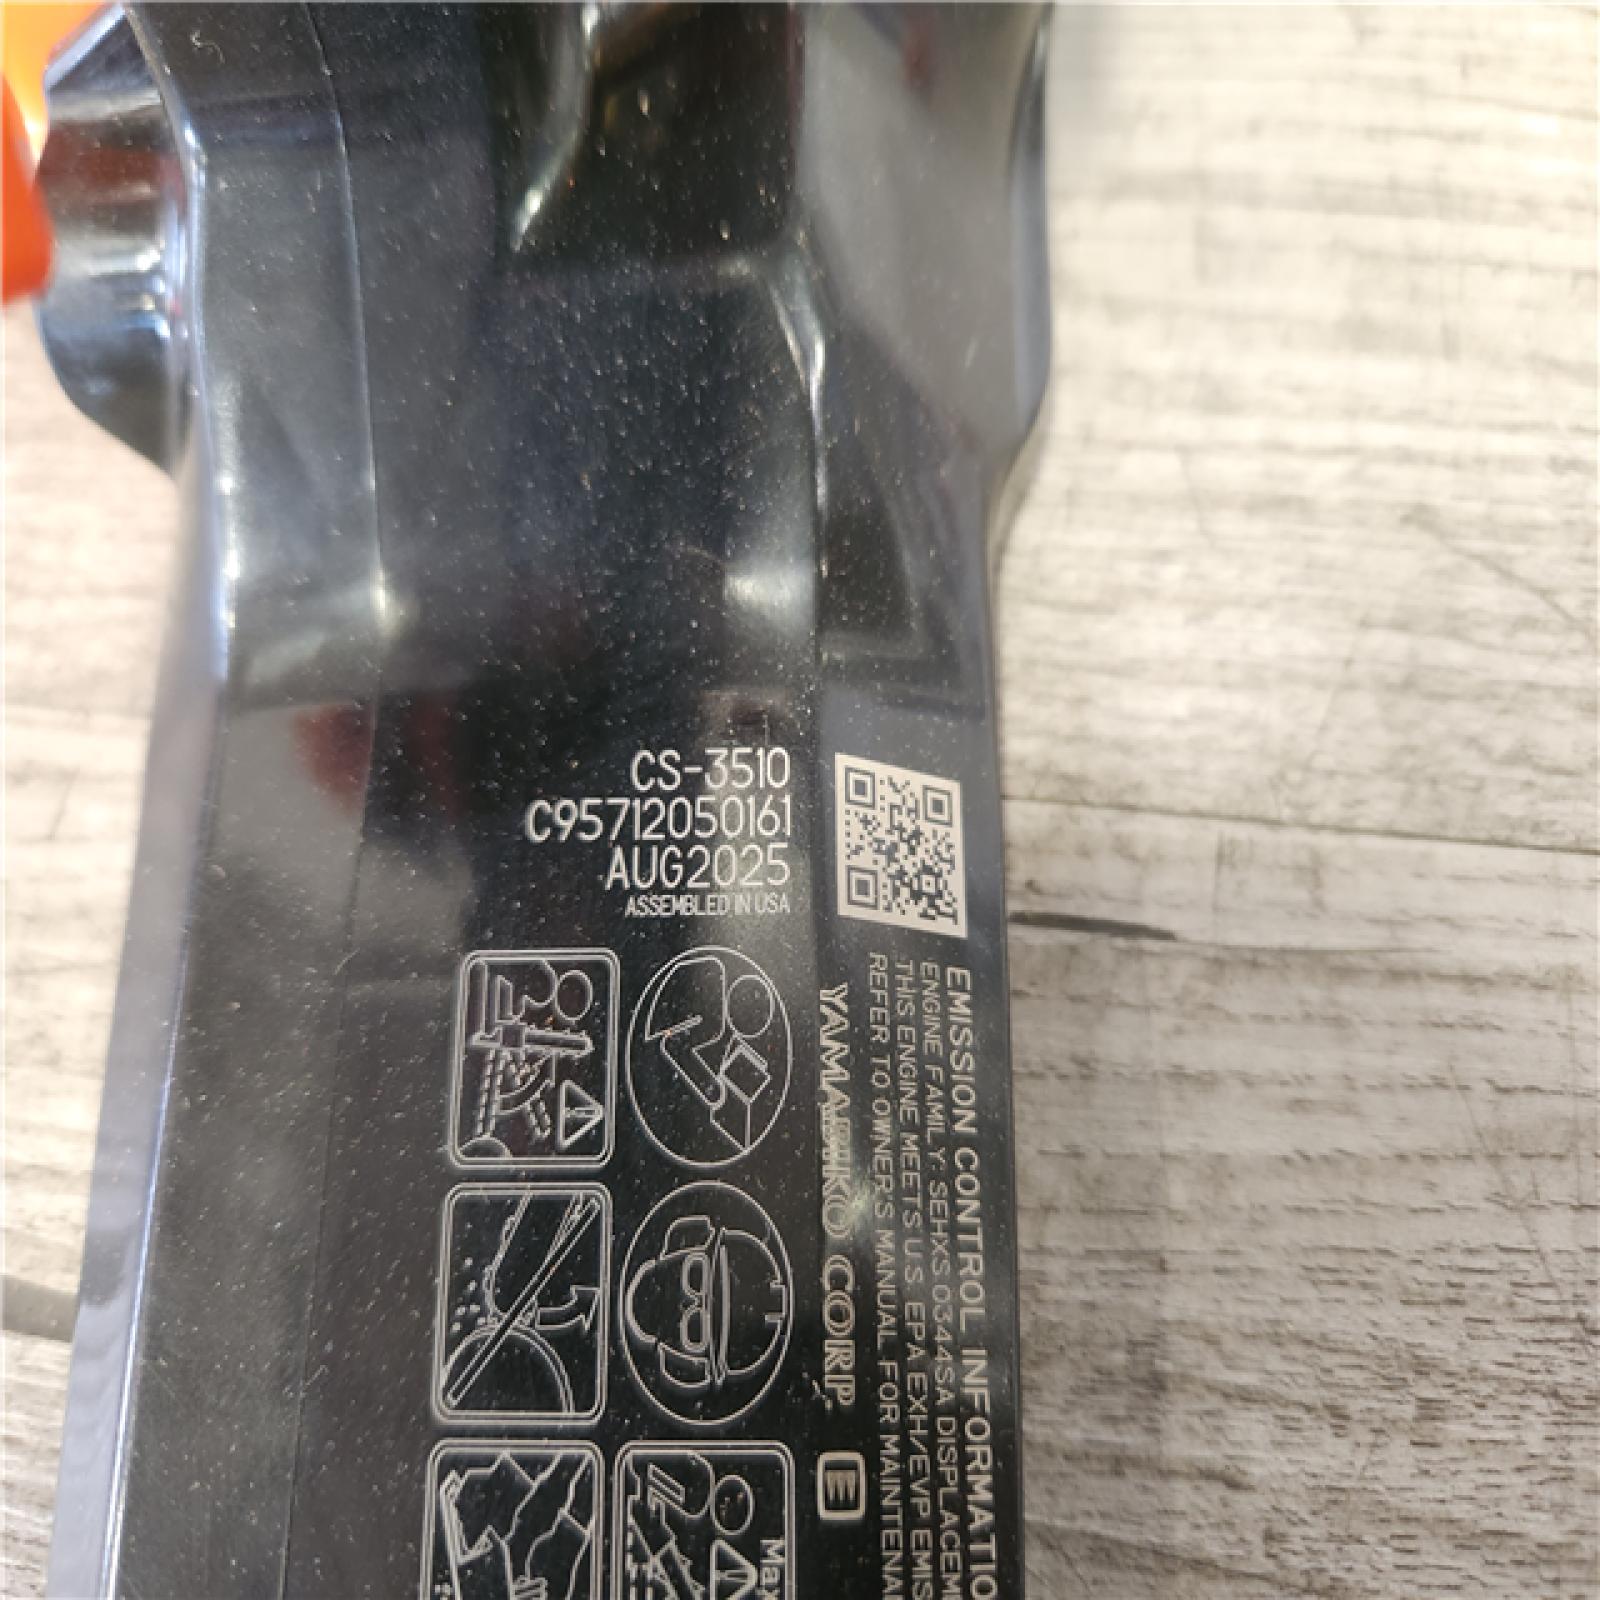 CS-3510
C95712050161
AUG2025
ASSEMBLED IN USA
EMISSION CONTROL INFORMATIO
ENGINE FAMILY: SEHXS.0344SA DISPLACEM
THIS ENGINE MEETS U.S. EPA EXH/EVP EMIS
REFER TO OWNER'S MANUAL FOR MAINTENA
YAMABIKO CORP. E
Max